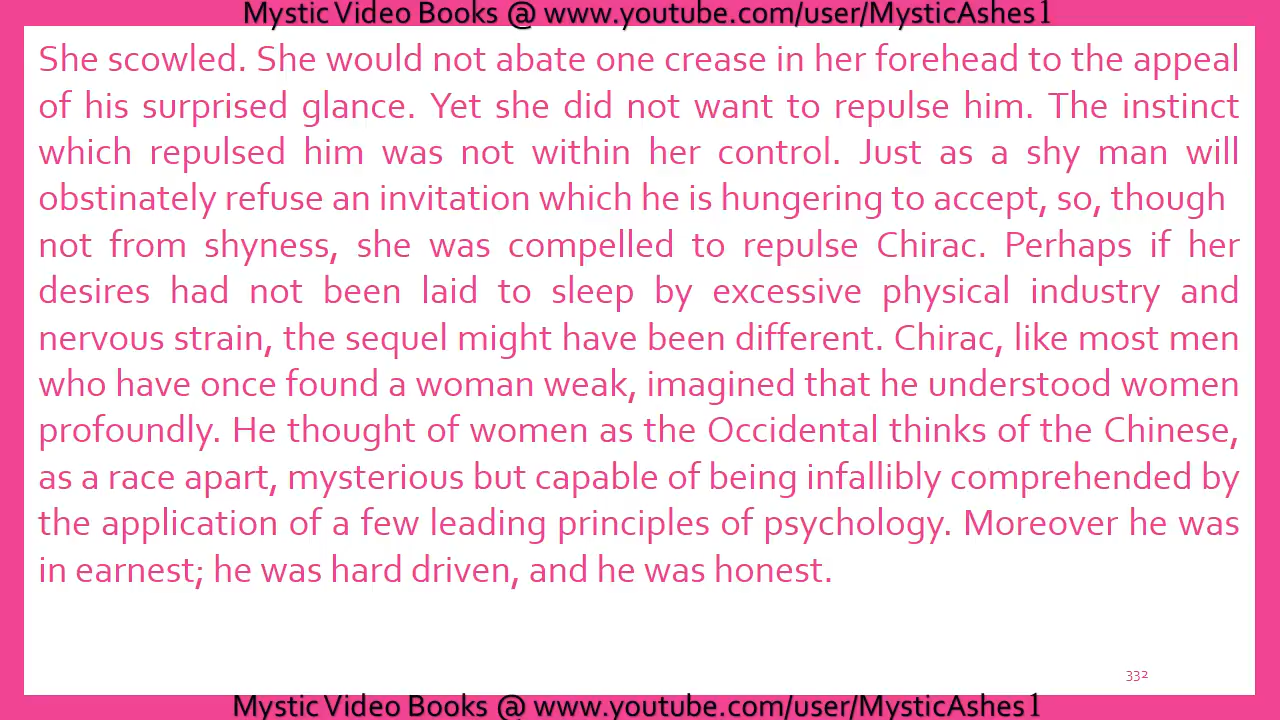 Mystic Video Books @ www.youtube.com/user/MysticAshes1
She scowled. She would not abate one crease in her forehead to the appeal
of his surprised glance. Yet she did not want to repulse him. The instinct
which repulsed him was not within her control. Just as a shy man will
obstinately refuse an invitation which he is hungering to accept, so, though
not from shyness, she was compelled to repulse Chirac. Perhaps if her
desires had not been laid to sleep by excessive physical industry and
nervous strain, the sequel might have been different. Chirac, like most men
who have once found a woman weak, imagined that he understood women
profoundly. He thought of women as the Occidental thinks of the Chinese,
as a race apart, mysterious but capable of being infallibly comprehended by
the application of a few leading principles of psychology. Moreover he was
in earnest; he was hard driven, and he was honest.
332
Mystic Video Books @ www.youtube.com/user/MysticAshes1